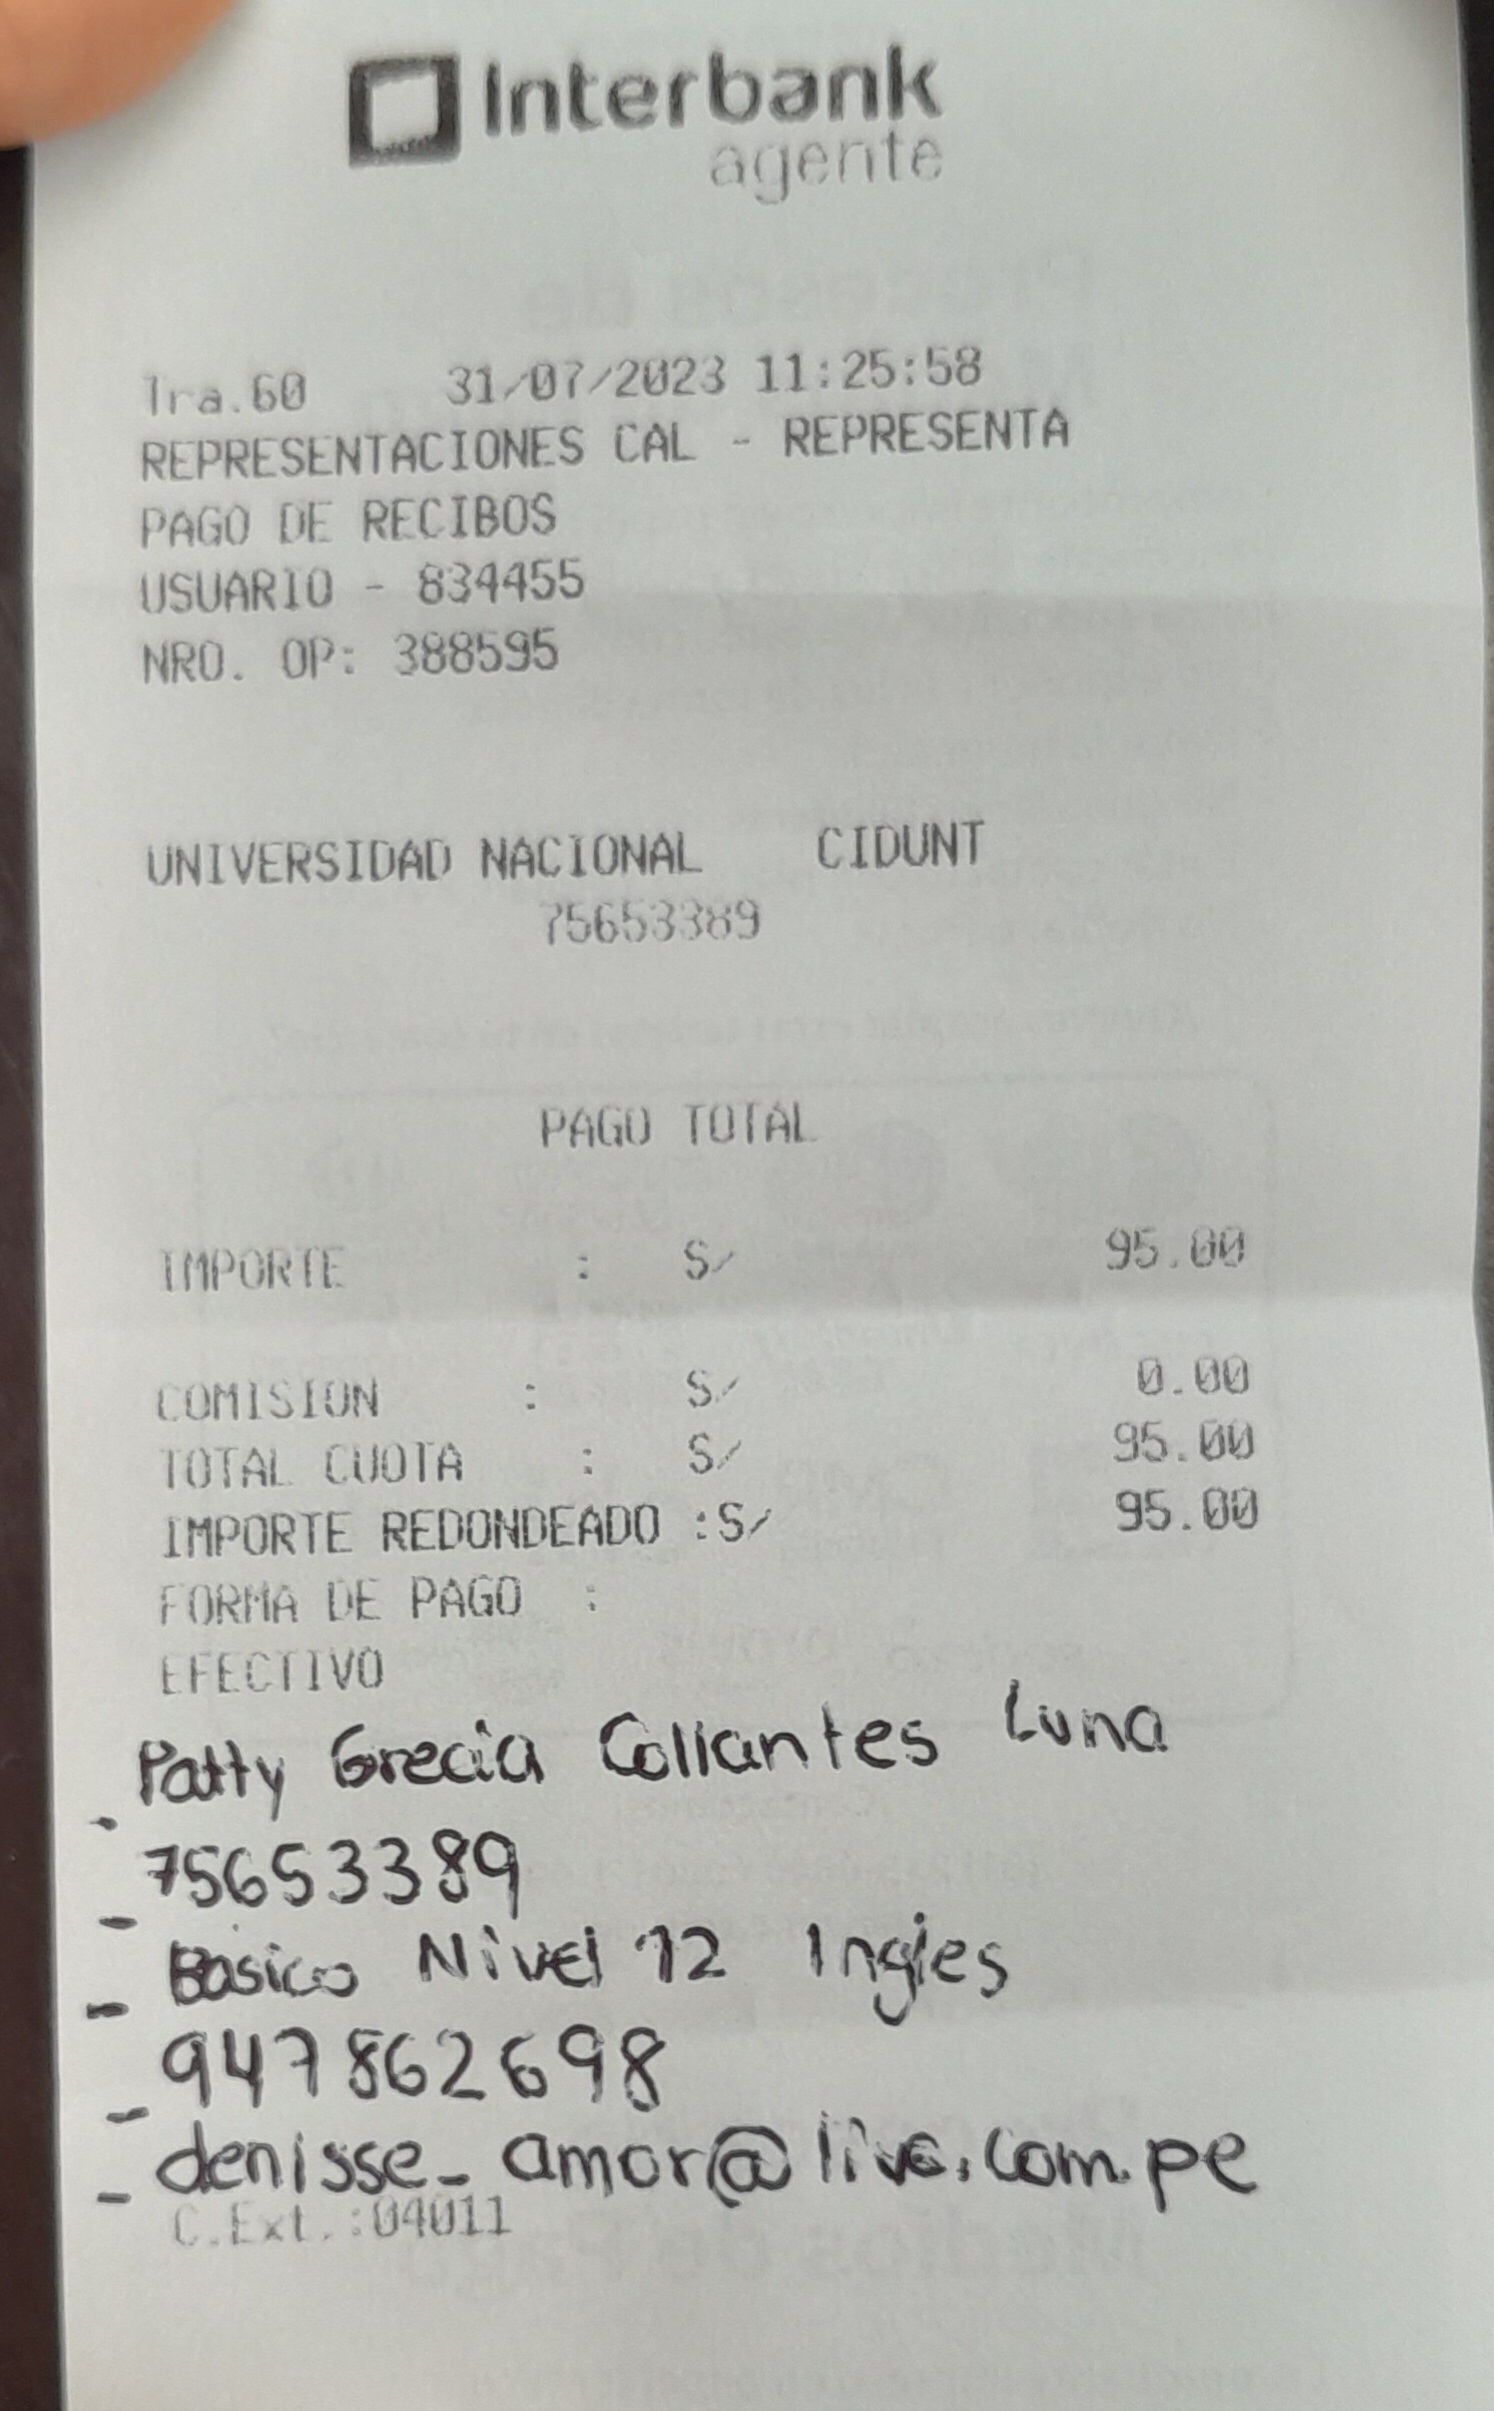 Interbank
agente
Tra.60 31/07/2023 11:25:58
REPRESENTACIONES CAL - REPRESENTA
PAGO DE RECIBOS
USUARIO - 834455
NRO. OP: 388595
UNIVERSIDAD NACIONAL CIDUNT
75653389
PAGO TOTAL
IMPORTE : S/ 95.00
COMISION : S/ 0.00
TOTAL CUOTA : S/ 95.00
IMPORTE REDONDEADO :S/ 95.00
FORMA DE PAGO :
EFECTIVO
Patty Grecia Collantes Luna
- 75653389
- Básico Nivel 12 Ingles
- 947862698
- denisse_amor@live.com.pe
C.Ext.:04011